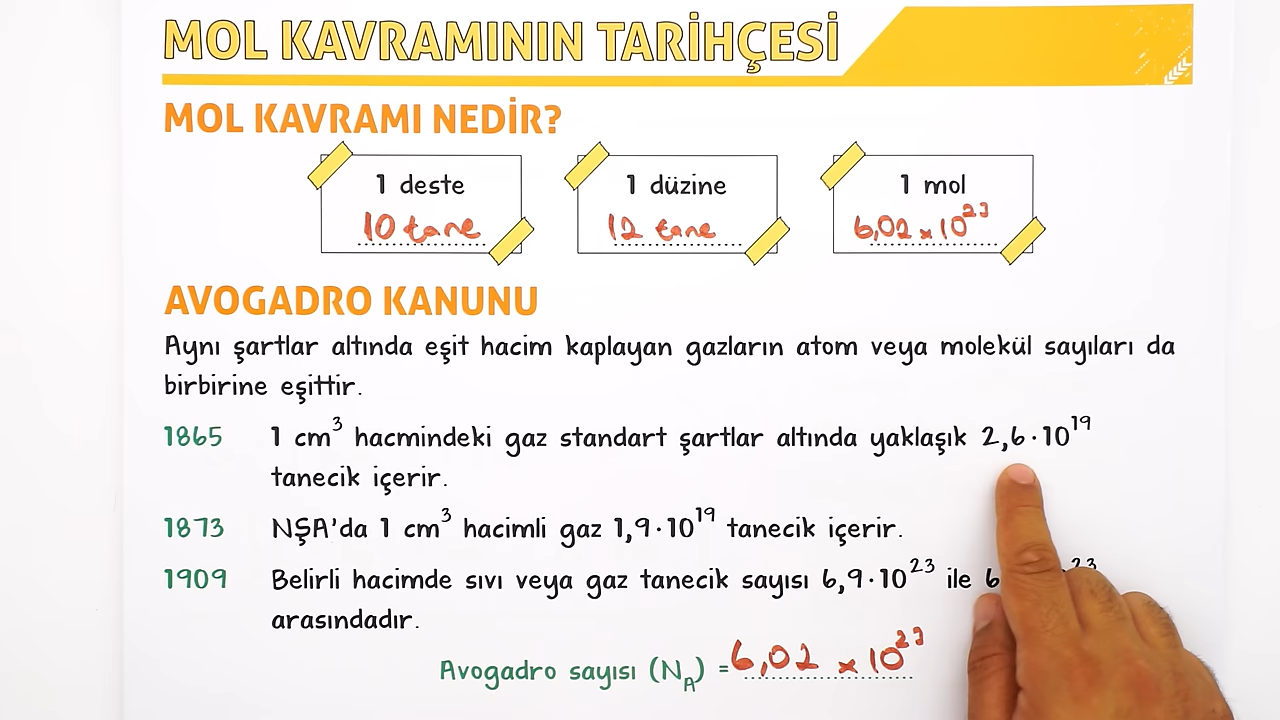 MOL KAVRAMININ TARİHÇESİ
MOL KAVRAMI NEDİR?
1 deste
10 tane
1 düzine
12 tane
1 mol
6,02 x 10²³
AVOGADRO KANUNU
Aynı şartlar altında eşit hacim kaplayan gazların atom veya molekül sayıları da
birbirine eşittir.
1865 1 cm³ hacmindeki gaz standart şartlar altında yaklaşık 2,6·10¹⁹
tanecik içerir.
1873 NŞA'da 1 cm³ hacimli gaz 1,9·10¹⁹ tanecik içerir.
1909 Belirli hacimde sıvı veya gaz tanecik sayısı 6,9·10²³ ile
arasındadır.
Avogadro sayısı (N_A) = 6,02 x 10²³